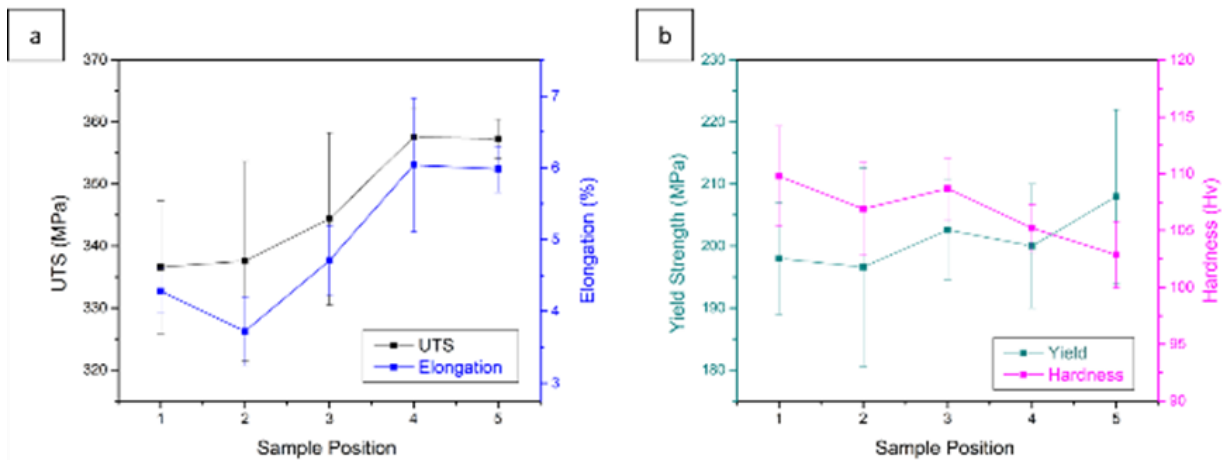 a
370
360
350
340
330
320
UTS (MPa)
7
6
5
4
3
Elongation (%)
UTS
Elongation
1 2 3 4 5
Sample Position
b
230
220
210
200
190
Yield Strength (MPa)
120
115
110
105
100
95
90
Hardness (Hv)
Yield
Hardness
1 2 3 4 5
Sample Position